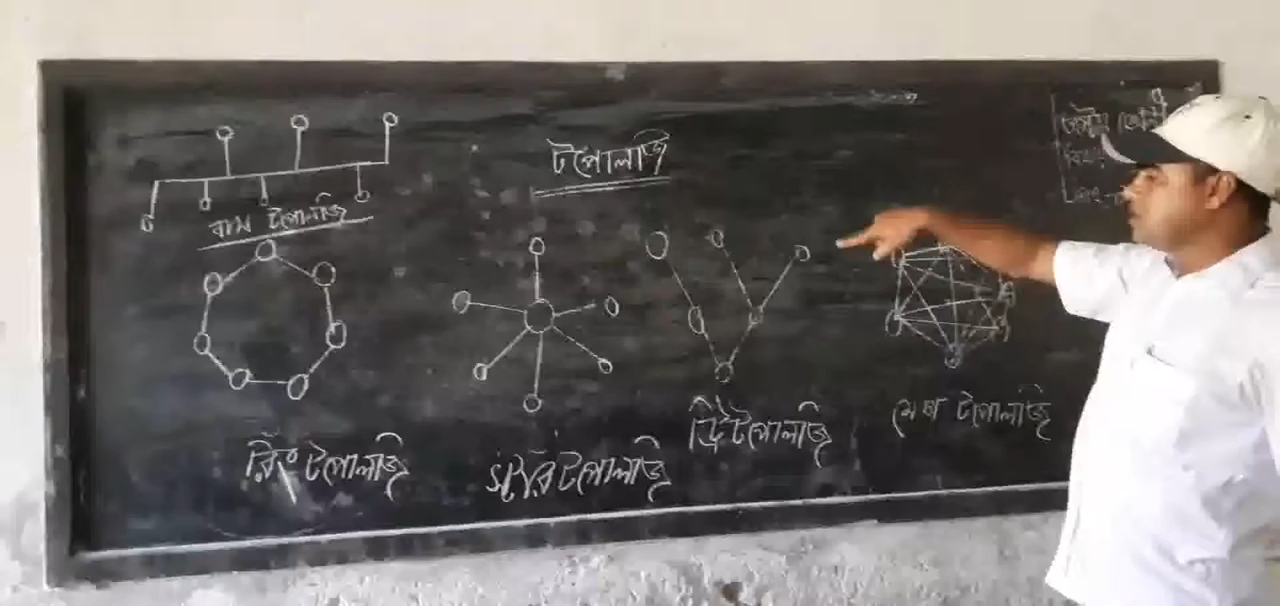 টপোলজি
বাস টপোলজি
রিং টপোলজি
স্টার টপোলজি
ট্রি টপোলজি
মেশ টপোলজি